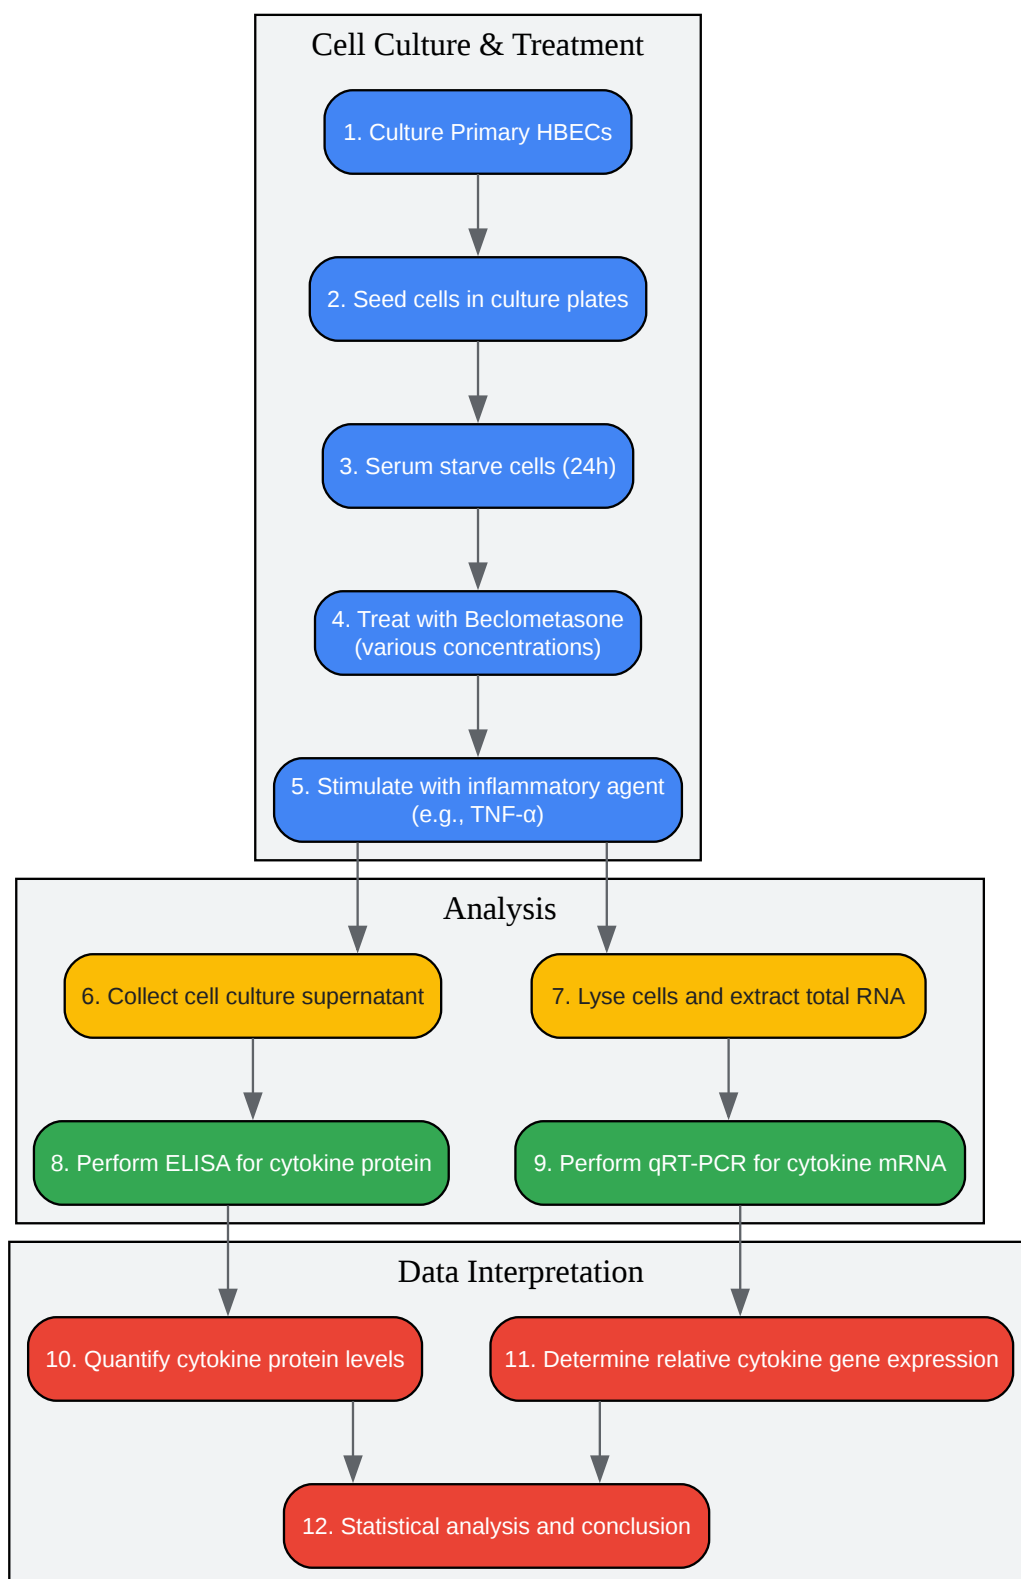 Cell Culture & Treatment
1. Culture Primary HBECs
2. Seed cells in culture plates
3. Serum starve cells (24h)
4. Treat with Beclometasone
(various concentrations)
5. Stimulate with inflammatory agent
(e.g., TNF-α)
Analysis
6. Collect cell culture supernatant
7. Lyse cells and extract total RNA
8. Perform ELISA for cytokine protein
9. Perform qRT-PCR for cytokine mRNA
Data Interpretation
10. Quantify cytokine protein levels
11. Determine relative cytokine gene expression
12. Statistical analysis and conclusion